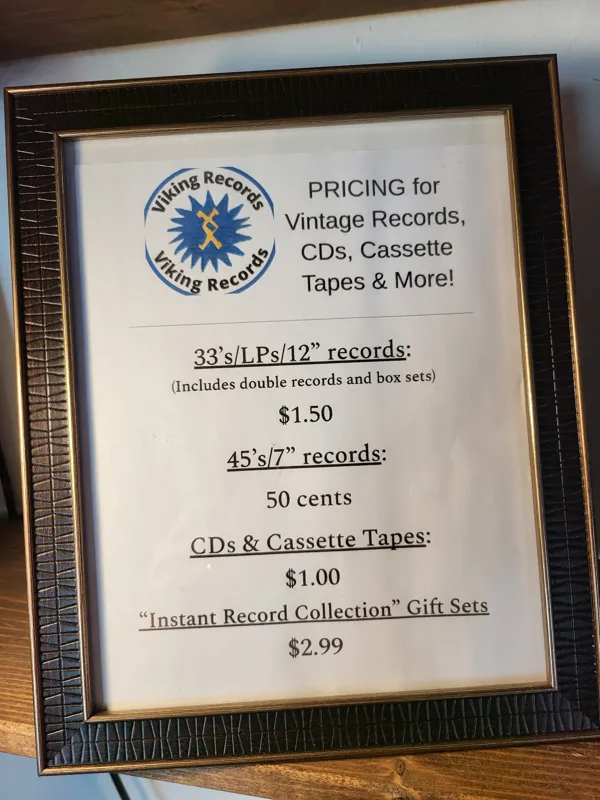 Viking Records
Viking Records
PRICING for
Vintage Records,
CDs, Cassette
Tapes & More!
33's/LPs/12” records:
(Includes double records and box sets)
$1.50
45's/7” records:
50 cents
CDs & Cassette Tapes:
$1.00
“Instant Record Collection” Gift Sets
$2.99